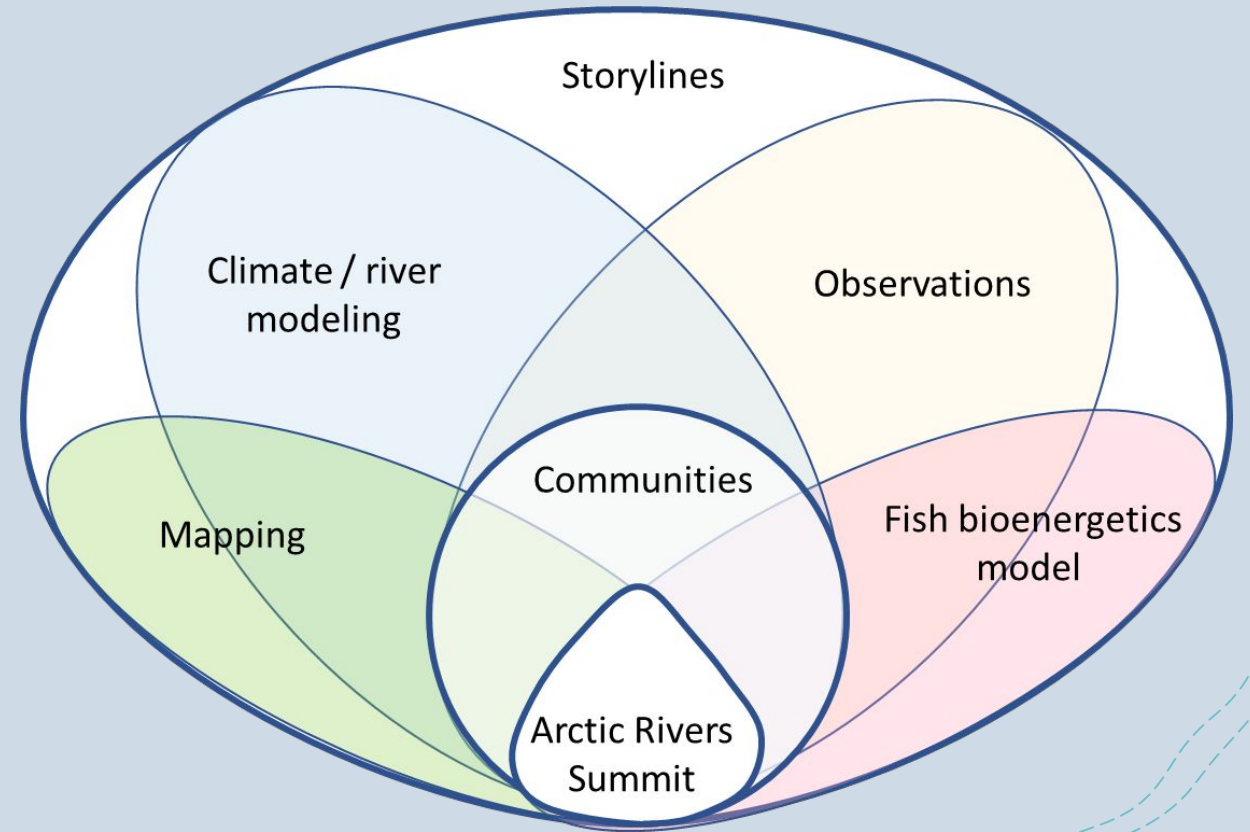 Storylines
Climate / river
modeling
Observations
Communities
Mapping
Fish bioenergetics
model
Arctic Rivers
Summit